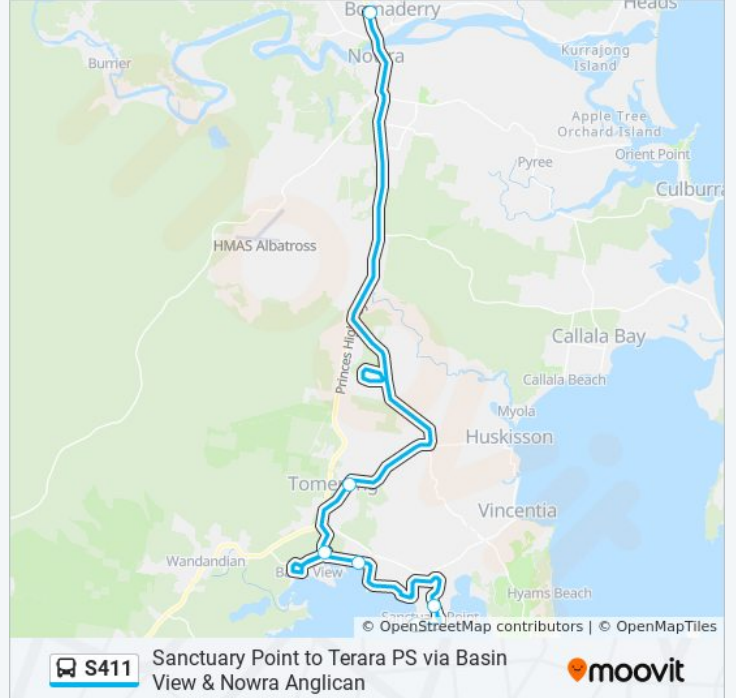 Heads
Bomaderry
Nowra
Burner
Kurrajong
Island
Apple Tree
Orchard Island
Orient Point
Pyree
Culburra
HMAS Albatross
Princes High
Callala Bay
Callala Beach
Myola
Huskisson
Tomerong
Vincentia
Wandandian
Basin View
Hyams Beach
Sanctuary Point
© OpenStreetMap contributors | © OpenMapTiles
S411
Sanctuary Point to Terara PS via Basin
View & Nowra Anglican
moovit